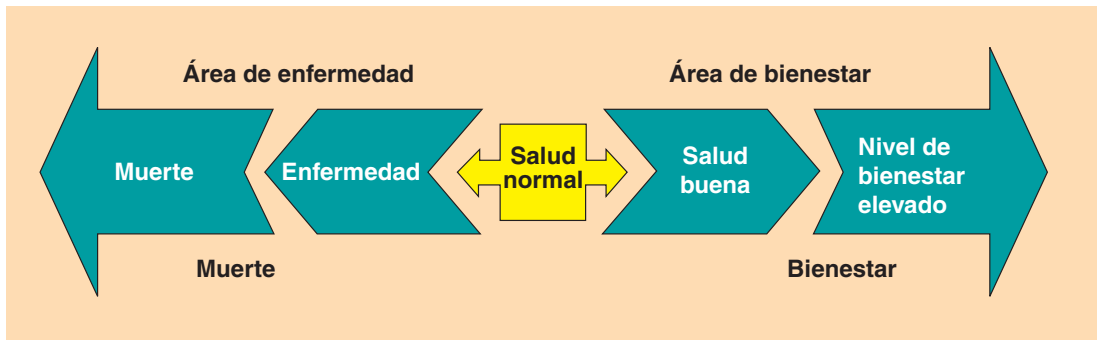 Área de enfermedad
Área de bienestar
Muerte
Enfermedad
Salud
normal
Salud
buena
Nivel de
bienestar
elevado
Muerte
Bienestar